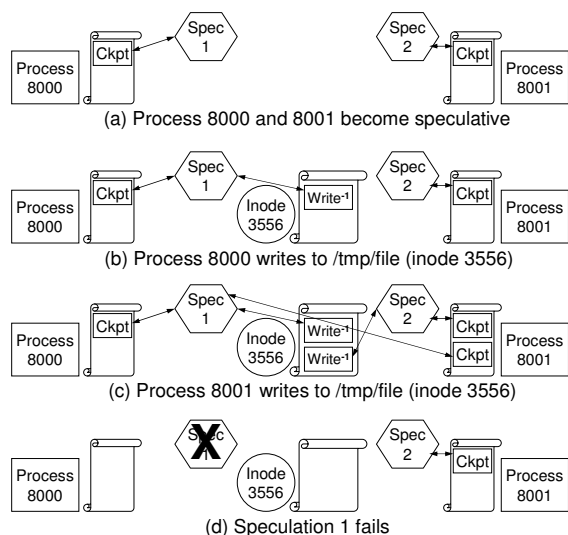 Spec
1
Spec
2
Ckpt
Ckpt
Process
8000
Process
8001
(a) Process 8000 and 8001 become speculative
Spec
1
Spec
2
Ckpt
Write⁻¹
Ckpt
Process
8000
Inode
3556
Process
8001
(b) Process 8000 writes to /tmp/file (inode 3556)
Spec
1
Spec
2
Ckpt
Write⁻¹
Ckpt
Process
8000
Inode
3556
Write⁻¹
Ckpt
Process
8001
(c) Process 8001 writes to /tmp/file (inode 3556)
Spec
1
X
Spec
2
Ckpt
Process
8000
Inode
3556
Process
8001
(d) Speculation 1 fails